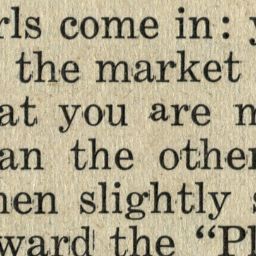 rls come in: y
the market
at you are m
an the other
hen slightly s
ward the “Pl